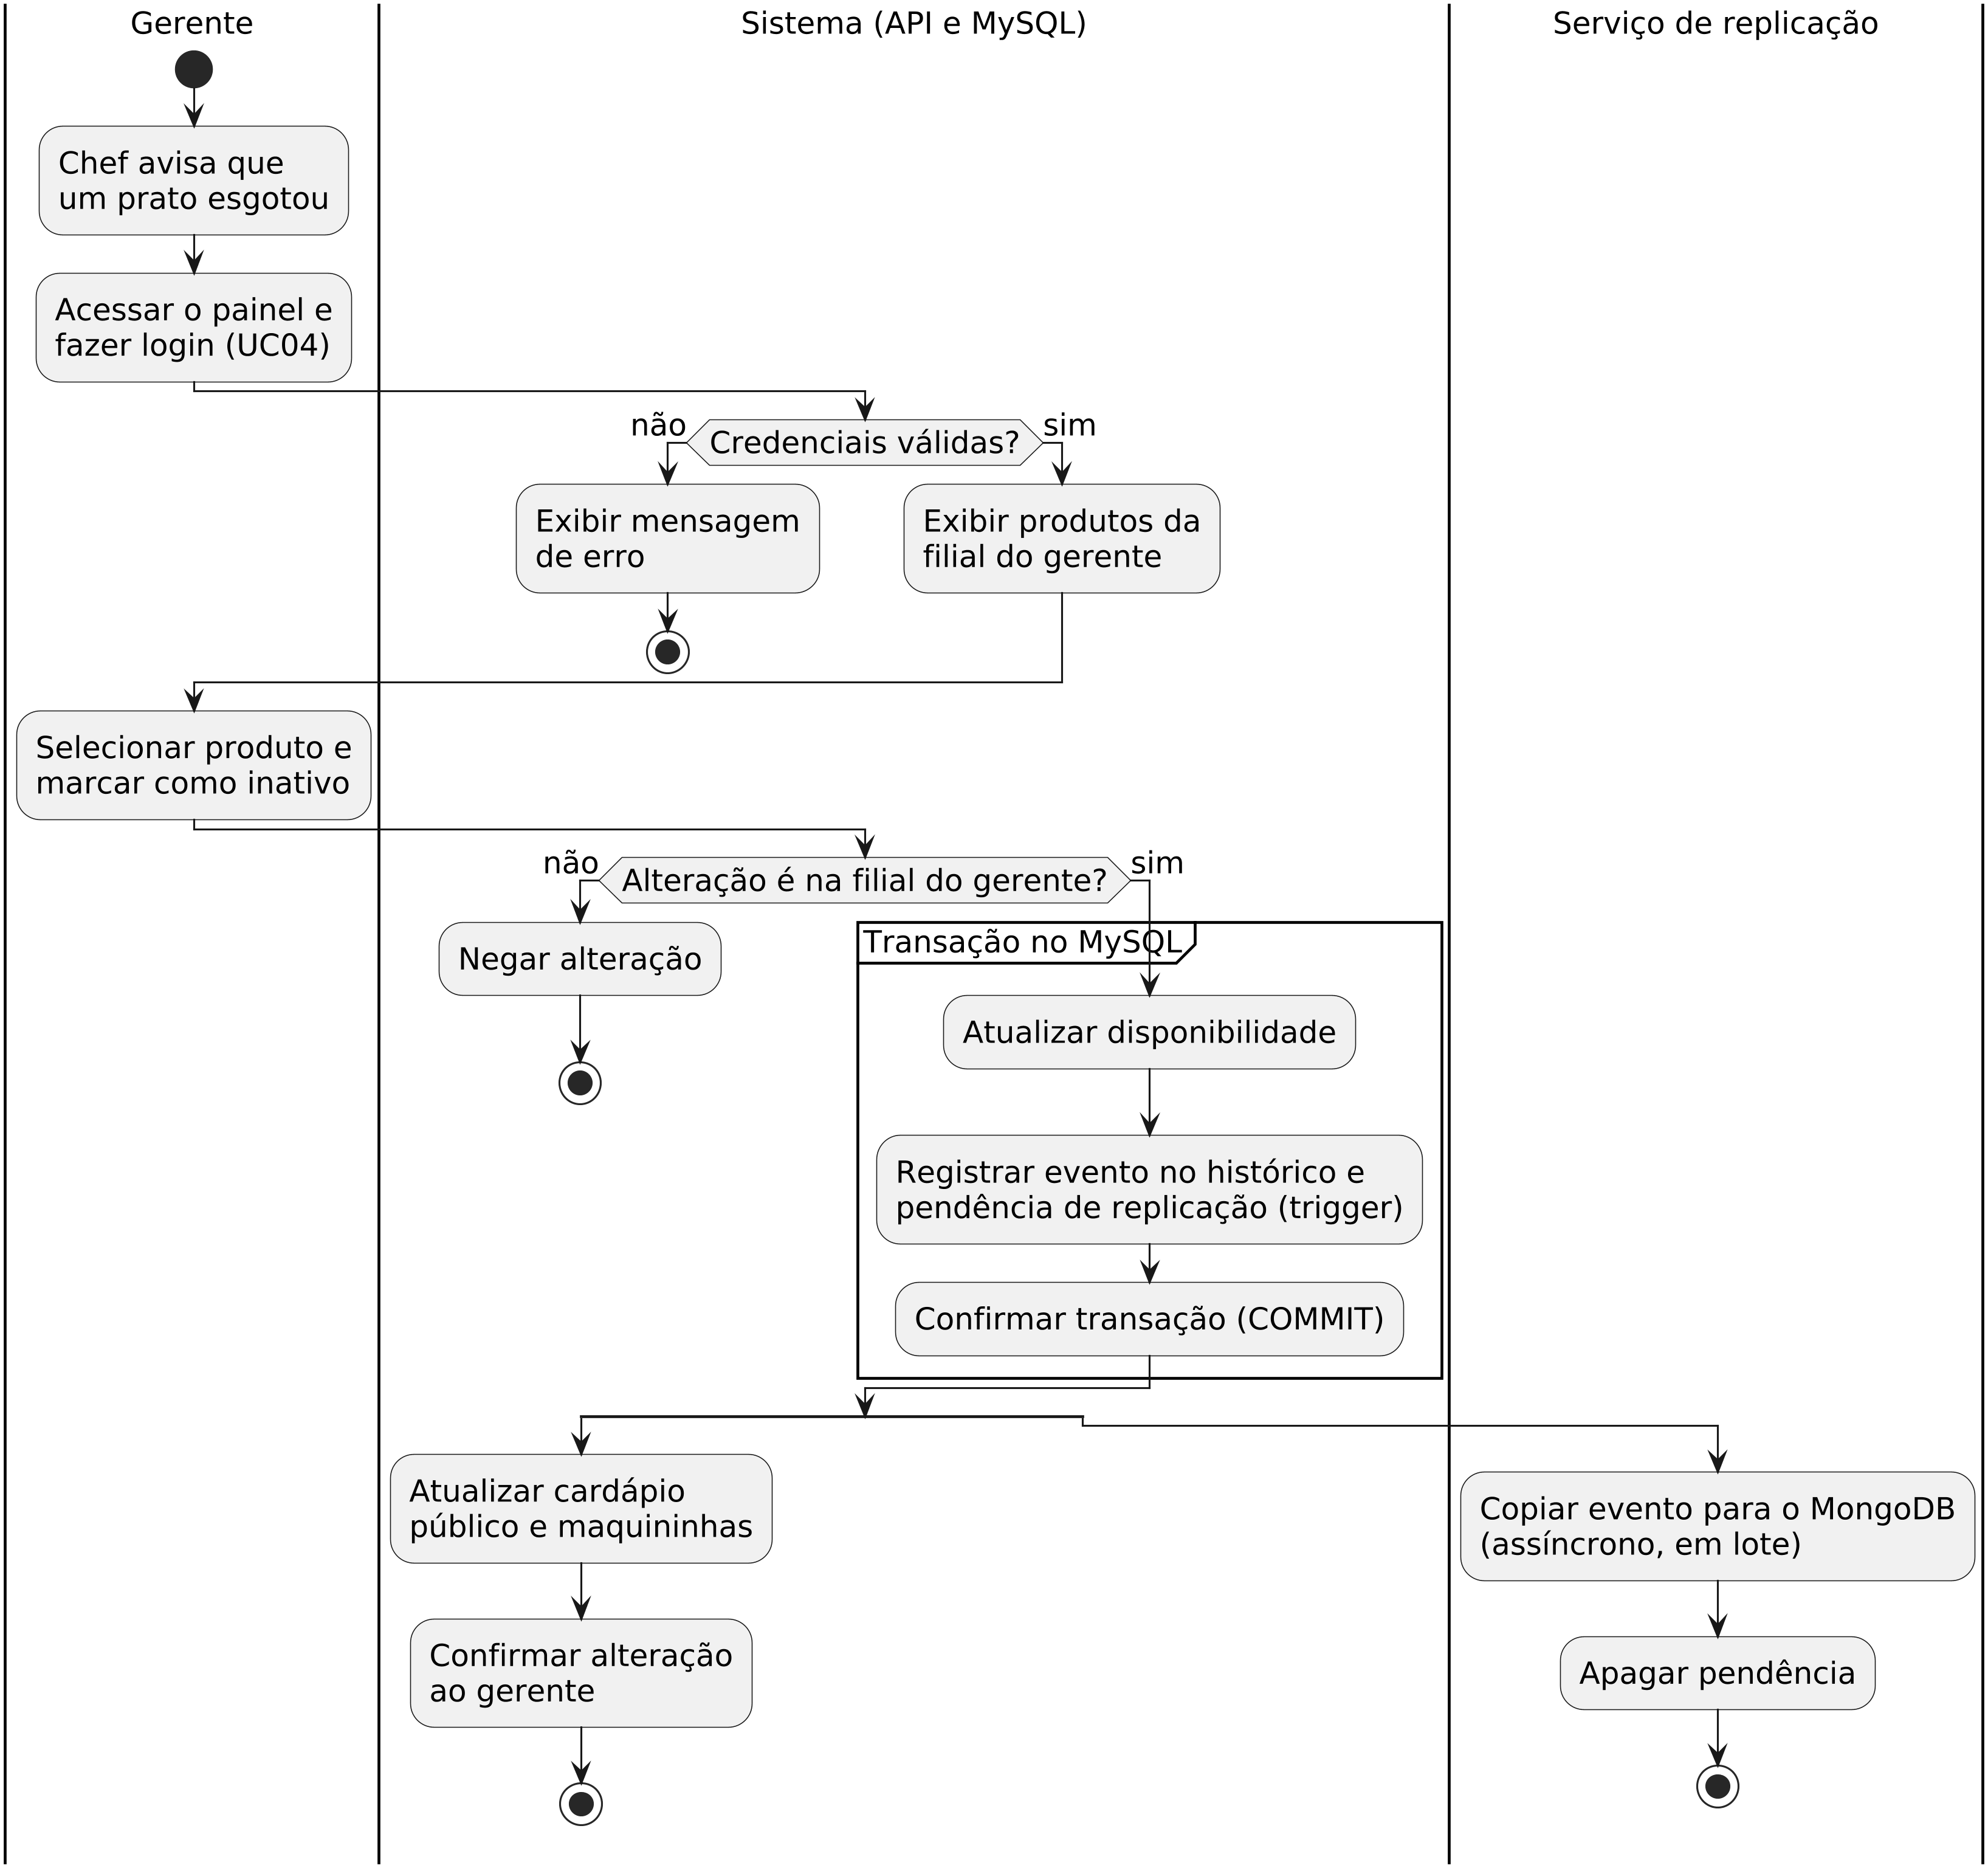 Gerente
Sistema (API e MySQL)
Serviço de replicação
Chef avisa que
um prato esgotou
Acessar o painel e
fazer login (UC04)
não
Credenciais válidas?
sim
Exibir mensagem
de erro
Exibir produtos da
filial do gerente
Selecionar produto e
marcar como inativo
não
Alteração é na filial do gerente?
sim
Negar alteração
Transação no MySQL
Atualizar disponibilidade
Registrar evento no histórico e
pendência de replicação (trigger)
Confirmar transação (COMMIT)
Atualizar cardápio
público e maquininhas
Copiar evento para o MongoDB
(assíncrono, em lote)
Confirmar alteração
ao gerente
Apagar pendência